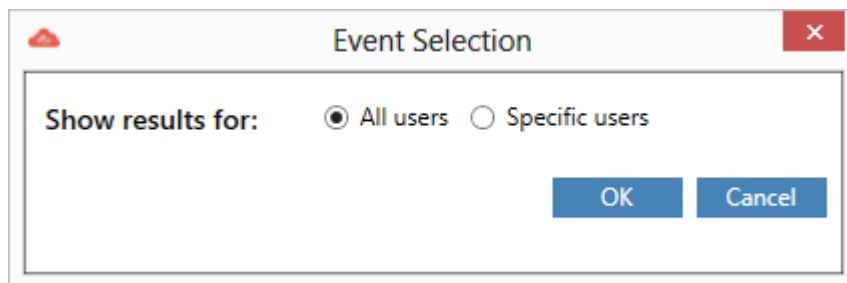 Event Selection
Show results for: All users Specific users
OK Cancel